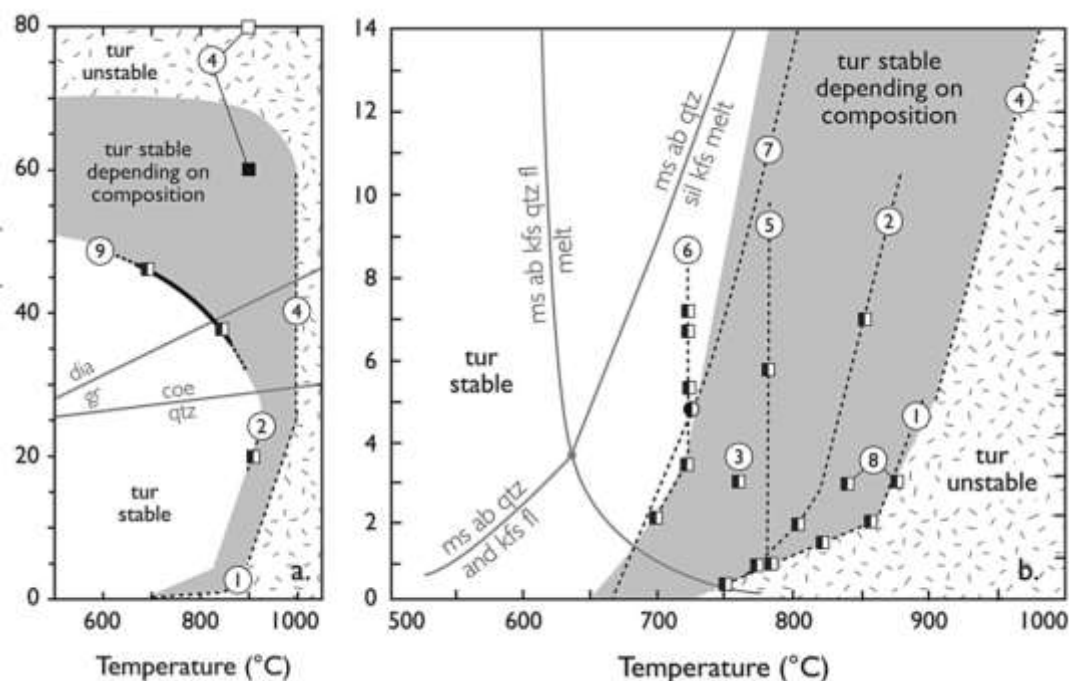 80
60
40
20
0
600
800
1000
Temperature (°C)
tur
unstable
4
tur stable
depending on
composition
9
4
dia
gr
coe
qtz
2
tur
stable
1
a.
14
12
10
8
6
4
2
0
500
600
700
800
900
1000
Temperature (°C)
tur stable
depending on
composition
4
7
ms ab qtz
sil kfs melt
ms ab kfs qtz fl
melt
6
5
2
tur
stable
3
8
1
tur
unstable
ms ab qtz
and kfs fl
b.